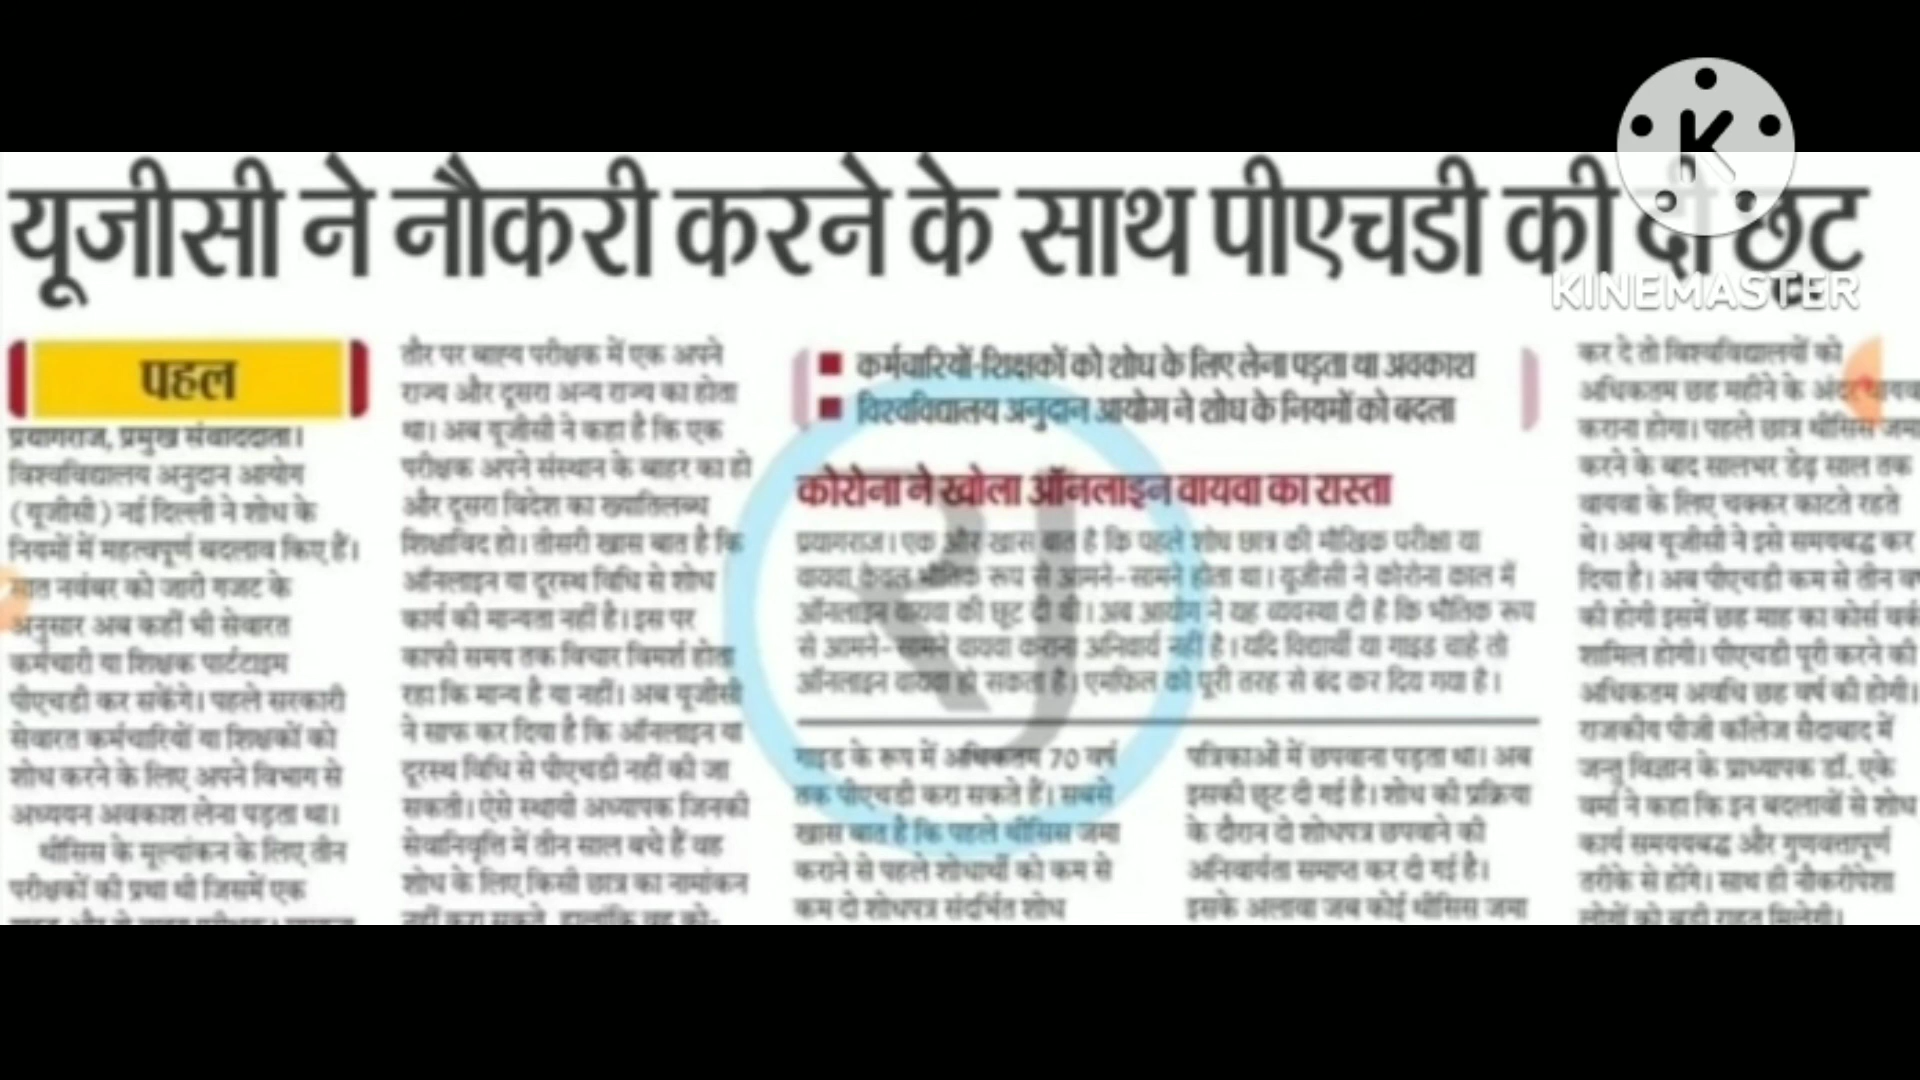 यूजीसी ने नौकरी करने के साथ पीएचडी की दी छूट
KINEMASTER
पहल
प्रयागराज, प्रमुख संवाददाता।
विश्वविद्यालय अनुदान आयोग
(यूजीसी) नई दिल्ली ने शोध के
नियमों में महत्वपूर्ण बदलाव किए हैं।
सात नवंबर को जारी गजट के
अनुसार अब कहीं भी सेवारत
कर्मचारी या शिक्षक पार्टटाइम
पीएचडी कर सकेंगे। पहले सरकारी
सेवारत कर्मचारियों या शिक्षकों को
शोध करने के लिए अपने विभाग से
अध्ययन अवकाश लेना पड़ता था।
थीसिस के मूल्यांकन के लिए तीन
परीक्षकों की प्रथा थी जिसमें एक
तौर पर बाह्य परीक्षक में एक अपने
राज्य और दूसरा अन्य राज्य का होता
था। अब यूजीसी ने कहा है कि एक
परीक्षक अपने संस्थान के बाहर का हो
और दूसरा विदेश का ख्यातिलब्ध
शिक्षाविद हो। तीसरी खास बात है कि
ऑनलाइन या दूरस्थ विधि से शोध
कार्य की मान्यता नहीं है। इस पर
काफी समय तक विचार विमर्श होता
रहा कि मान्य है या नहीं। अब यूजीसी
ने साफ कर दिया है कि ऑनलाइन या
दूरस्थ विधि से पीएचडी नहीं की जा
सकती। ऐसे स्थायी अध्यापक जिनकी
सेवानिवृत्ति में तीन साल बचे हैं वह
शोध के लिए किसी छात्र का नामांकन
नहीं करा सकते, हालांकि वह को-
कर्मचारियों-शिक्षकों को शोध के लिए लेना पड़ता था अवकाश
विश्वविद्यालय अनुदान आयोग ने शोध के नियमों को बदला
कोरोना ने खोला ऑनलाइन वायवा का रास्ता
प्रयागराज। एक और खास बात है कि पहले शोध छात्र की मौखिक परीक्षा या
वायवा केवल भौतिक रूप से आमने-सामने होता था। यूजीसी ने कोरोना काल में
ऑनलाइन वायवा की छूट दी थी। अब आयोग ने यह व्यवस्था दी है कि भौतिक रूप
से आमने-सामने वायवा कराना अनिवार्य नहीं है। यदि विद्यार्थी या गाइड चाहे तो
ऑनलाइन वायवा हो सकता है। एमफिल को पूरी तरह से बंद कर दिया गया है।
गाइड के रूप में अधिकतम 70 वर्ष
तक पीएचडी करा सकते हैं। सबसे
खास बात है कि पहले थीसिस जमा
कराने से पहले शोधार्थी को कम से
कम दो शोधपत्र संदर्भित शोध
पत्रिकाओं में छपवाना पड़ता था। अब
इसकी छूट दी गई है। शोध की प्रक्रिया
के दौरान दो शोधपत्र छपवाने की
अनिवार्यता समाप्त कर दी गई है।
इसके अलावा जब कोई थीसिस जमा
कर दे तो विश्वविद्यालयों को
अधिकतम छह महीने के अंदर वायवा
कराना होगा। पहले छात्र थीसिस जमा
करने के बाद सालभर डेढ़ साल तक
वायवा के लिए चक्कर काटते रहते
थे। अब यूजीसी ने इसे समयबद्ध कर
दिया है। अब पीएचडी कम से तीन वर्ष
की होगी इसमें छह माह का कोर्स वर्क
शामिल होगी। पीएचडी पूरी करने की
अधिकतम अवधि छह वर्ष की होगी।
राजकीय पीजी कॉलेज सैदाबाद में
जन्तु विज्ञान के प्राध्यापक डॉ. एके
वर्मा ने कहा कि इन बदलावों से शोध
कार्य समयबद्ध और गुणवत्तापूर्ण
तरीके से होंगे। साथ ही नौकरीपेशा
लोगों को बड़ी राहत मिलेगी।